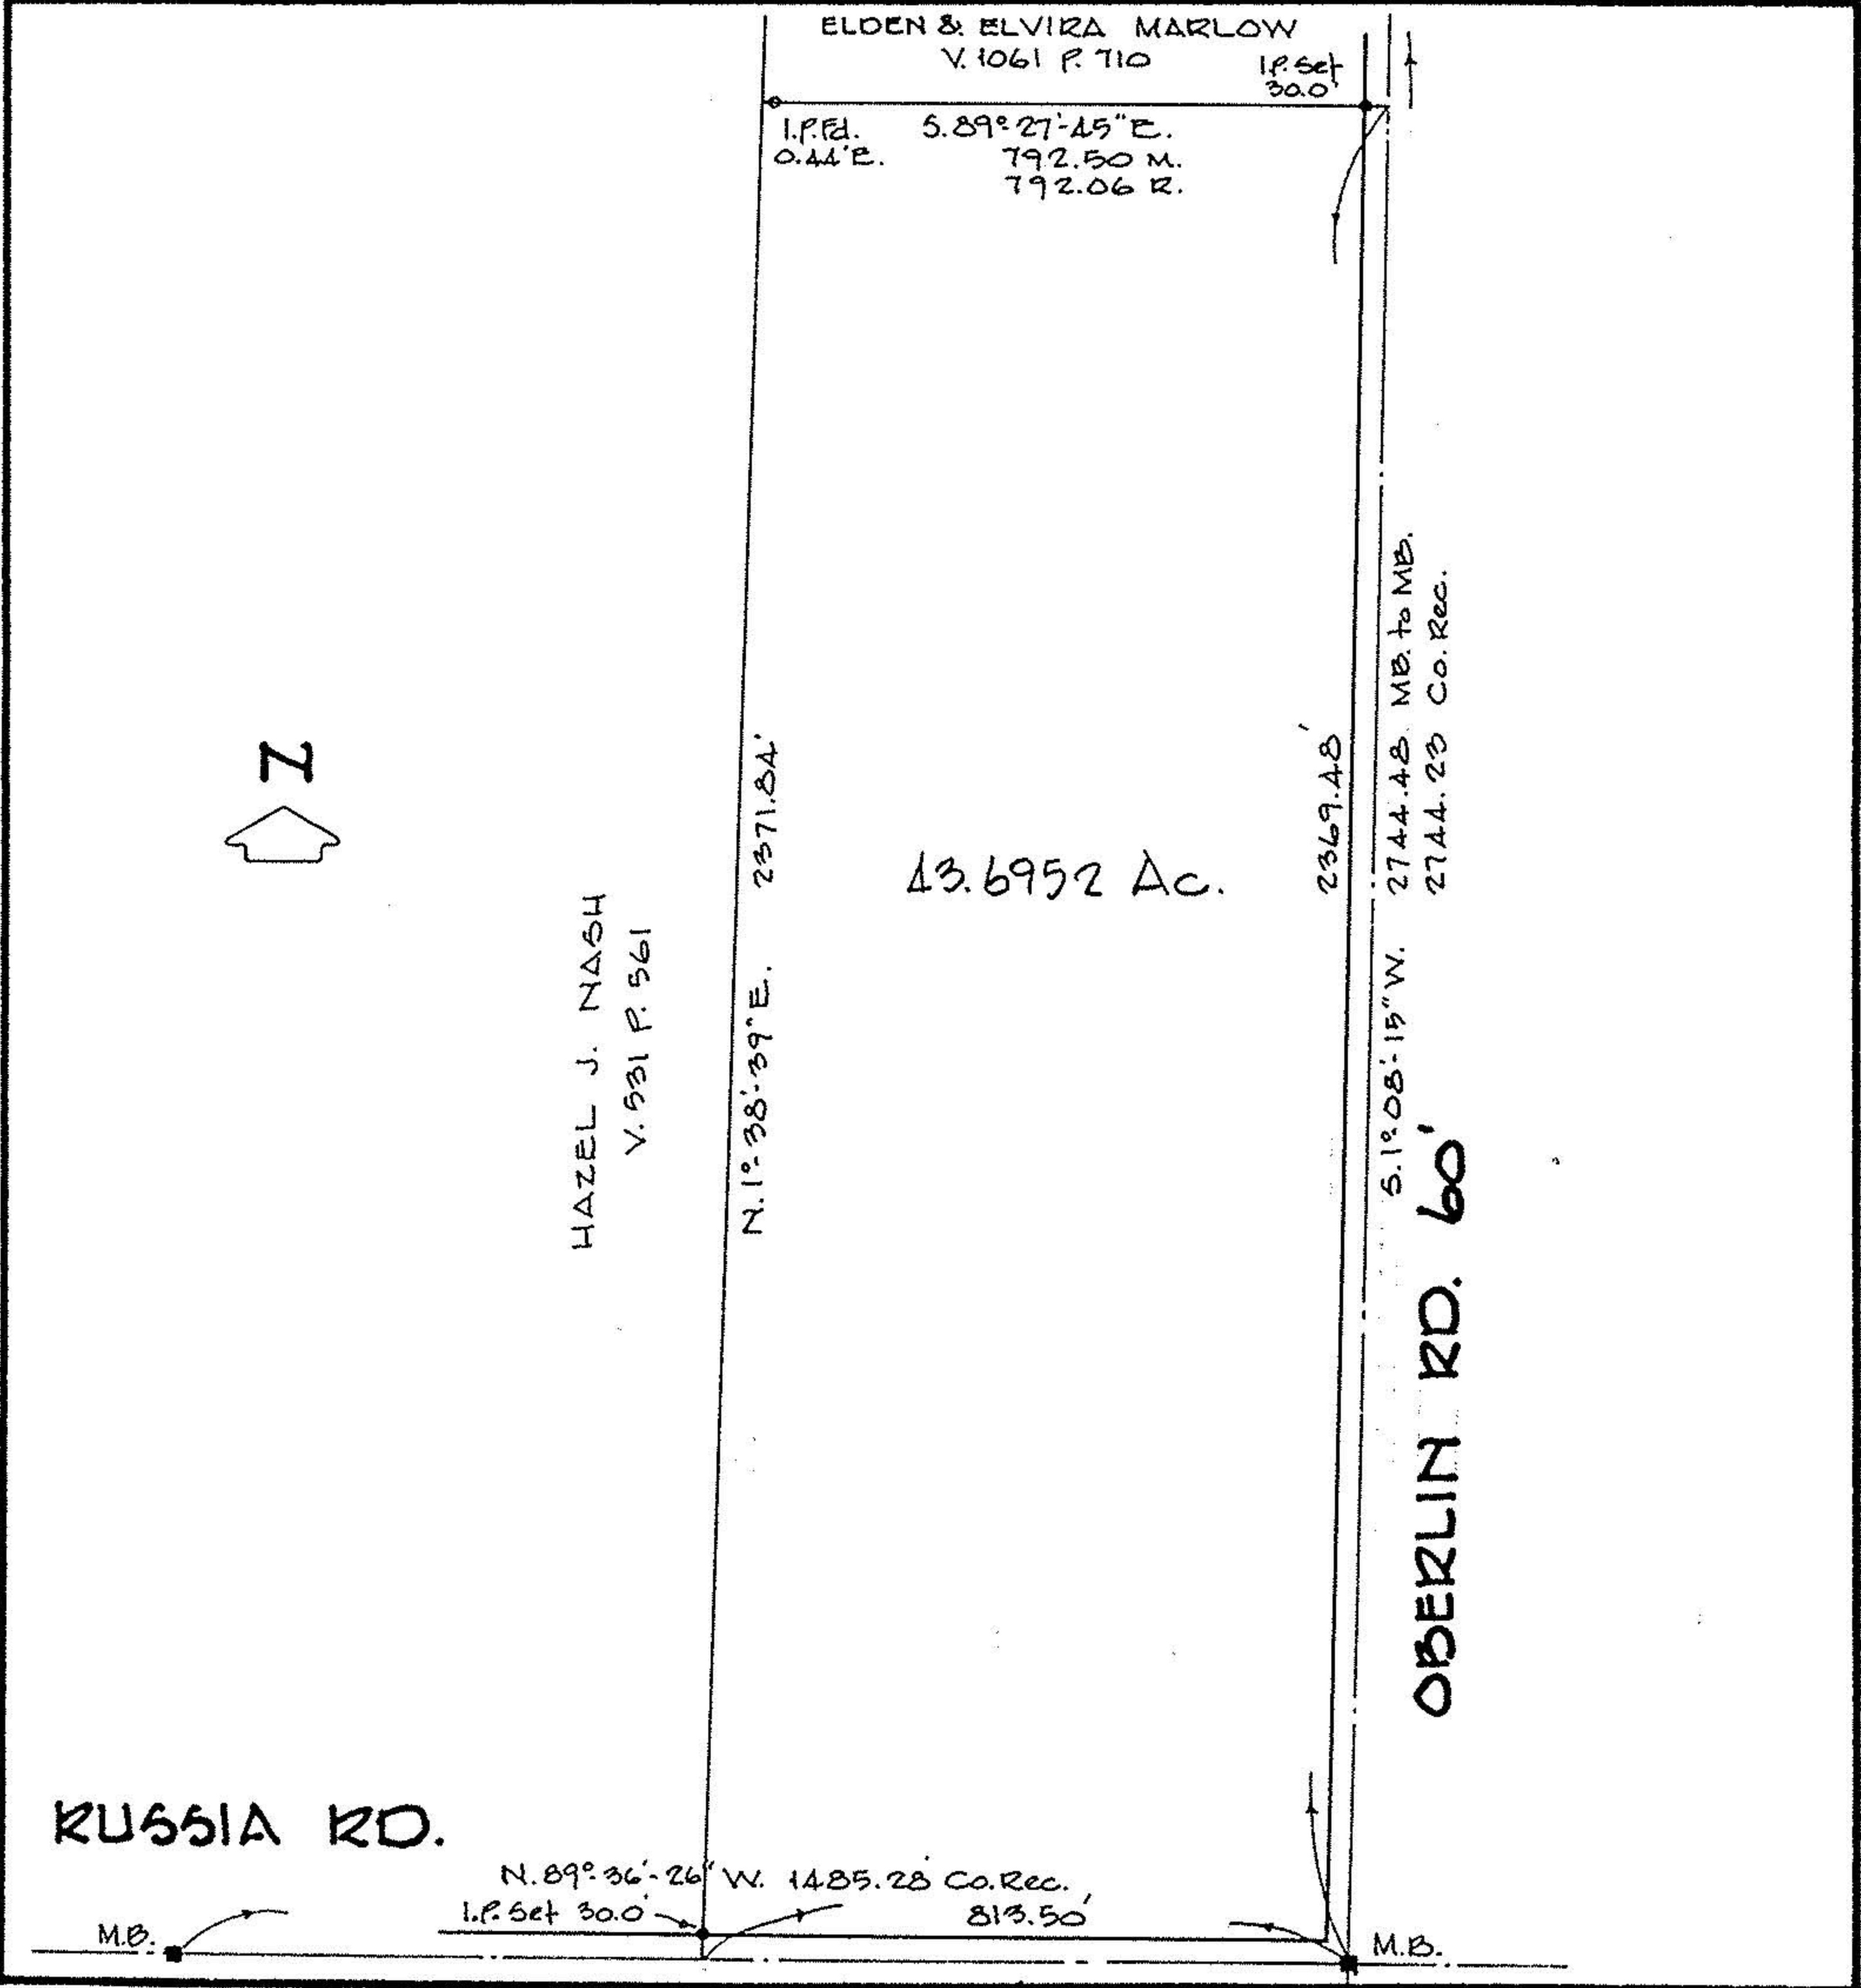 ELDEN & ELVIRA MARLOW
V. 1061 P. 710
I.P. Set
30.0'
I.P. Fd.
0.44'E.
S. 89°-27'-45" E.
792.50 M.
792.06 R.
N
HAZEL J. NASH
V. 531 P. 561
N. 1°-38'-39" E. 2371.84'
43.6952 Ac.
2369.48'
S. 1°-08'-15" W. 2744.48 MB. to MB.
2744.23 Co. Rec.
OBERLIN RD. 60'
RUSSIA RD.
N. 89°-36'-26" W. 1485.28' Co. Rec.
I.P. Set 30.0'
813.50'
M.B.
M.B.